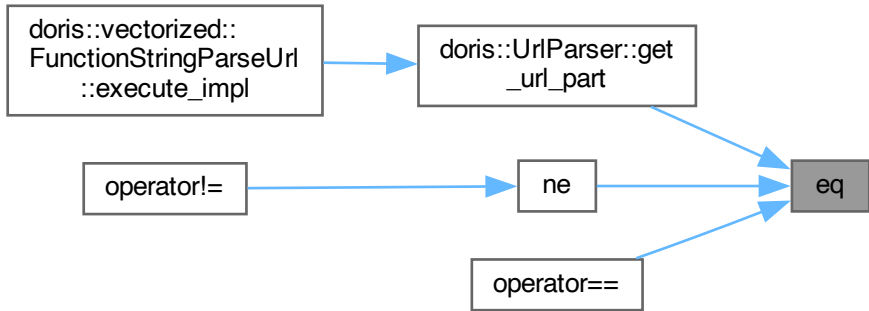 doris::vectorized::
FunctionStringParseUrl
::execute_impl
doris::UrlParser::get
_url_part
operator!=
ne
eq
operator==